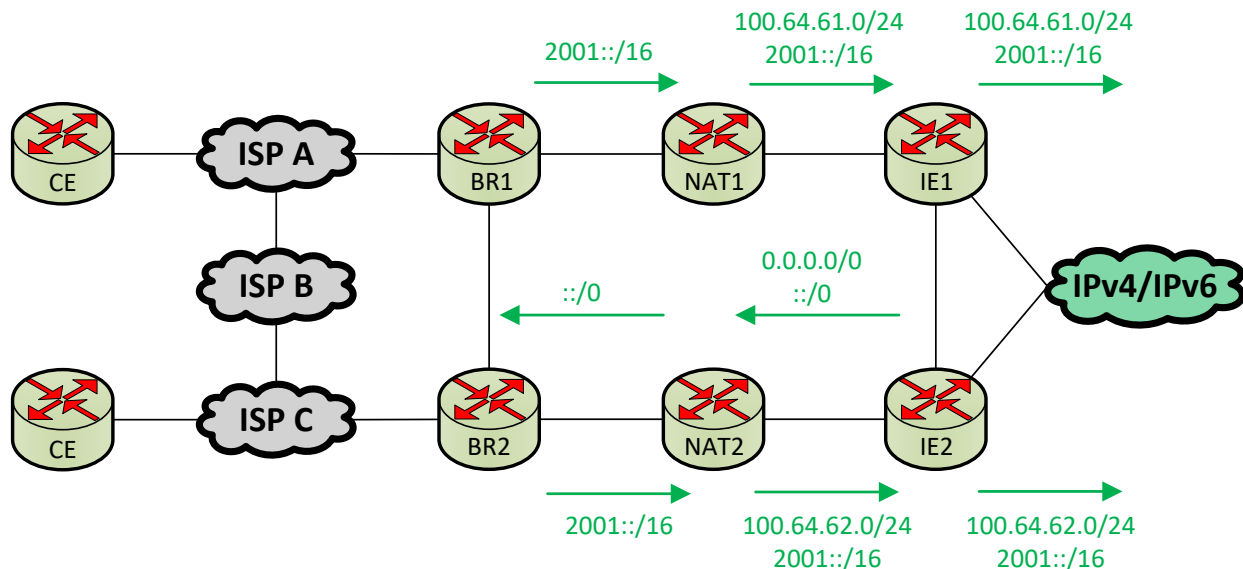 100.64.61.0/24
100.64.61.0/24
2001::/16
2001::/16
2001::/16
CE
ISP A
BR1
NAT1
IE1
ISP B
0.0.0.0/0
::/0
::/0
IPv4/IPv6
CE
ISP C
BR2
NAT2
IE2
2001::/16
100.64.62.0/24
100.64.62.0/24
2001::/16
2001::/16